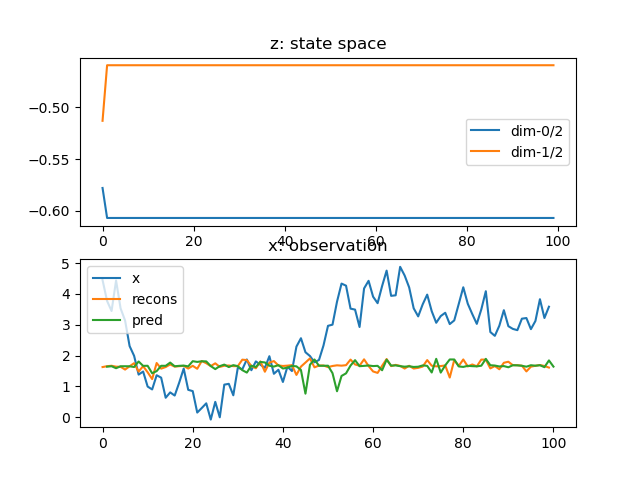 z: state space
−0.50
−0.55
−0.60
dim-0/2
dim-1/2
0 20 40 60 80 100
x: observation
5
4
3
2
1
0
x
recons
pred
0 20 40 60 80 100